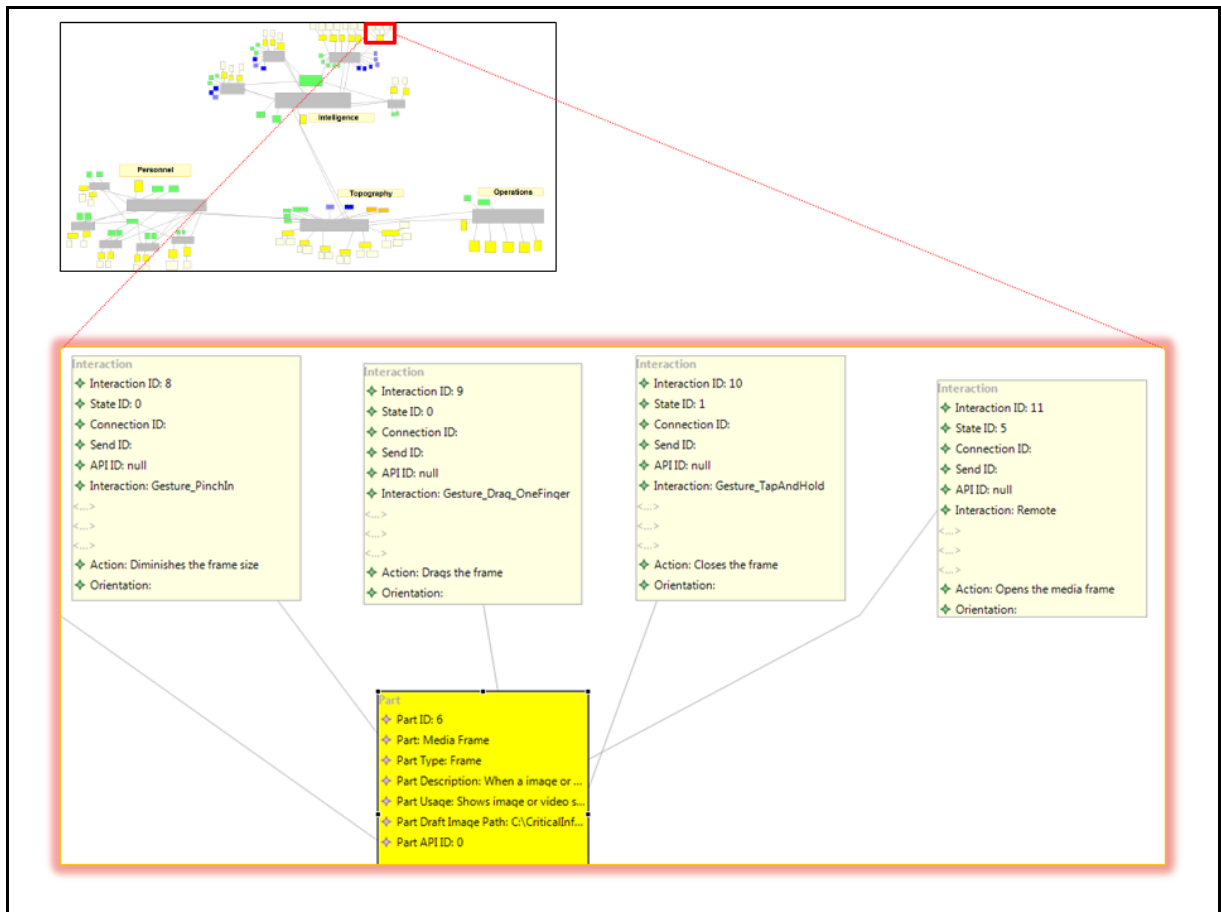 Intelligence
Personnel
Topography
Operations
Interaction
Interaction ID: 8
State ID: 0
Connection ID:
Send ID:
API ID: null
Interaction: Gesture_PinchIn
<...>
<...>
<...>
Action: Diminishes the frame size
Orientation:
Interaction
Interaction ID: 9
State ID: 0
Connection ID:
Send ID:
API ID: null
Interaction: Gesture_Drag_OneFinger
<...>
<...>
<...>
Action: Drags the frame
Orientation:
Interaction
Interaction ID: 10
State ID: 1
Connection ID:
Send ID:
API ID: null
Interaction: Gesture_TapAndHold
<...>
<...>
<...>
Action: Closes the frame
Orientation:
Interaction
Interaction ID: 11
State ID: 5
Connection ID:
Send ID:
API ID: null
Interaction: Remote
<...>
<...>
<...>
Action: Opens the media frame
Orientation:
Part
Part ID: 6
Part: Media Frame
Part Type: Frame
Part Description: When a image or ...
Part Usage: Shows image or video s...
Part Draft Image Path: C:\CriticalInf...
Part API ID: 0